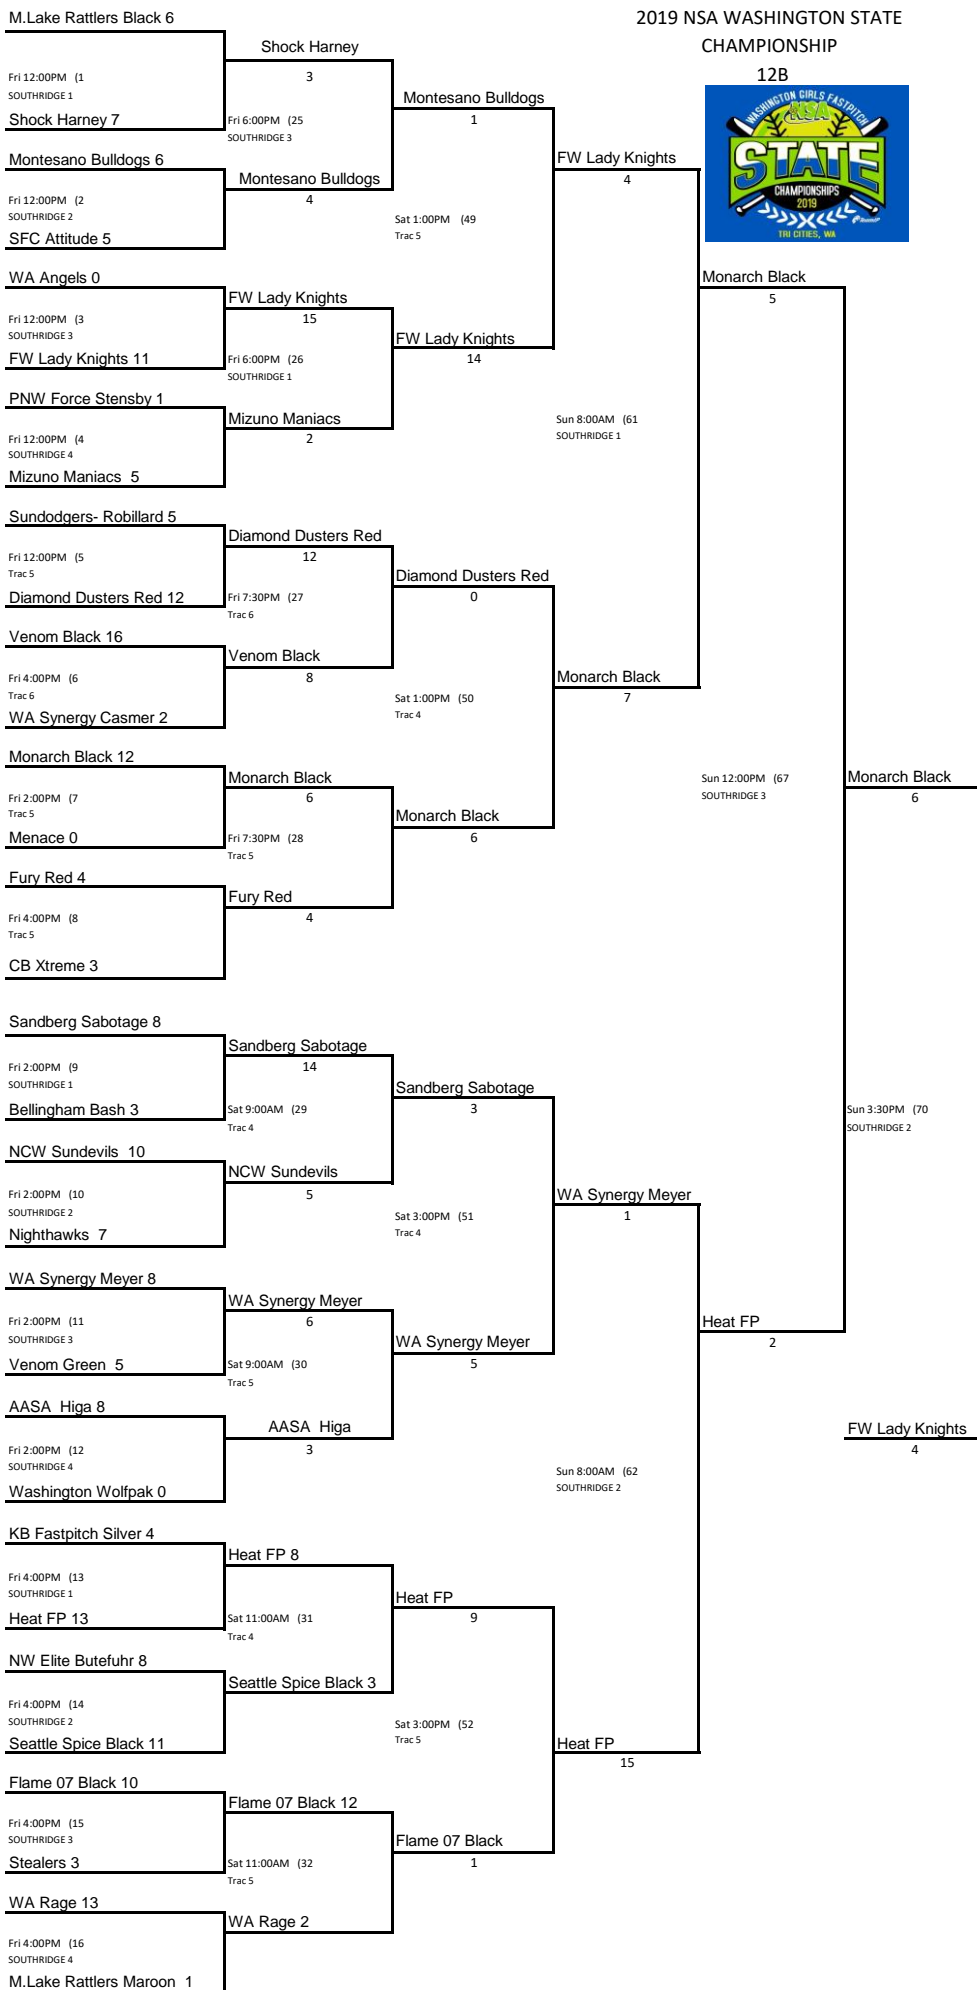 M.Lake Rattlers Black 6
2019 NSA WASHINGTON STATE
CHAMPIONSHIP
12B
WASHINGTON GIRLS FASTPITCH
NSA
STATE
CHAMPIONSHIPS
2019
TRI CITIES, WA
Shock Harney
3
Fri 12:00PM (1
SOUTHRIDGE 1
Shock Harney 7
Fri 6:00PM (25
SOUTHRIDGE 3
Montesano Bulldogs
1
Montesano Bulldogs 6
Montesano Bulldogs
4
Fri 12:00PM (2
SOUTHRIDGE 2
SFC Attitude 5
Sat 1:00PM (49
Trac 5
FW Lady Knights
4
WA Angels 0
FW Lady Knights
15
Fri 12:00PM (3
SOUTHRIDGE 3
FW Lady Knights 11
Fri 6:00PM (26
SOUTHRIDGE 1
FW Lady Knights
14
Monarch Black
5
PNW Force Stensby 1
Mizuno Maniacs
2
Fri 12:00PM (4
SOUTHRIDGE 4
Mizuno Maniacs 5
Sun 8:00AM (61
SOUTHRIDGE 1
Sundodgers- Robillard 5
Diamond Dusters Red
12
Fri 12:00PM (5
Trac 5
Diamond Dusters Red 12
Fri 7:30PM (27
Trac 6
Diamond Dusters Red
0
Venom Black 16
Venom Black
8
Fri 4:00PM (6
Trac 6
WA Synergy Casmer 2
Sat 1:00PM (50
Trac 4
Monarch Black
7
Monarch Black 12
Monarch Black
6
Fri 2:00PM (7
Trac 5
Menace 0
Fri 7:30PM (28
Trac 5
Monarch Black
6
Sun 12:00PM (67
SOUTHRIDGE 3
Monarch Black
6
Fury Red 4
Fury Red
4
Fri 4:00PM (8
Trac 5
CB Xtreme 3
Sandberg Sabotage 8
Sandberg Sabotage
14
Fri 2:00PM (9
SOUTHRIDGE 1
Bellingham Bash 3
Sat 9:00AM (29
Trac 4
Sandberg Sabotage
3
Sun 3:30PM (70
SOUTHRIDGE 2
NCW Sundevils 10
NCW Sundevils
5
Fri 2:00PM (10
SOUTHRIDGE 2
Nighthawks 7
Sat 3:00PM (51
Trac 4
WA Synergy Meyer
1
WA Synergy Meyer 8
WA Synergy Meyer
6
Fri 2:00PM (11
SOUTHRIDGE 3
Venom Green 5
Sat 9:00AM (30
Trac 5
WA Synergy Meyer
5
Heat FP
2
AASA Higa 8
AASA Higa
3
Fri 2:00PM (12
SOUTHRIDGE 4
Washington Wolfpak 0
Sun 8:00AM (62
SOUTHRIDGE 2
FW Lady Knights
4
KB Fastpitch Silver 4
Heat FP 8
Fri 4:00PM (13
SOUTHRIDGE 1
Heat FP 13
Sat 11:00AM (31
Trac 4
Heat FP
9
NW Elite Butefuhr 8
Seattle Spice Black 3
Fri 4:00PM (14
SOUTHRIDGE 2
Seattle Spice Black 11
Sat 3:00PM (52
Trac 5
Heat FP
15
Flame 07 Black 10
Flame 07 Black 12
Fri 4:00PM (15
SOUTHRIDGE 3
Stealers 3
Sat 11:00AM (32
Trac 5
Flame 07 Black
1
WA Rage 13
WA Rage 2
Fri 4:00PM (16
SOUTHRIDGE 4
M.Lake Rattlers Maroon 1